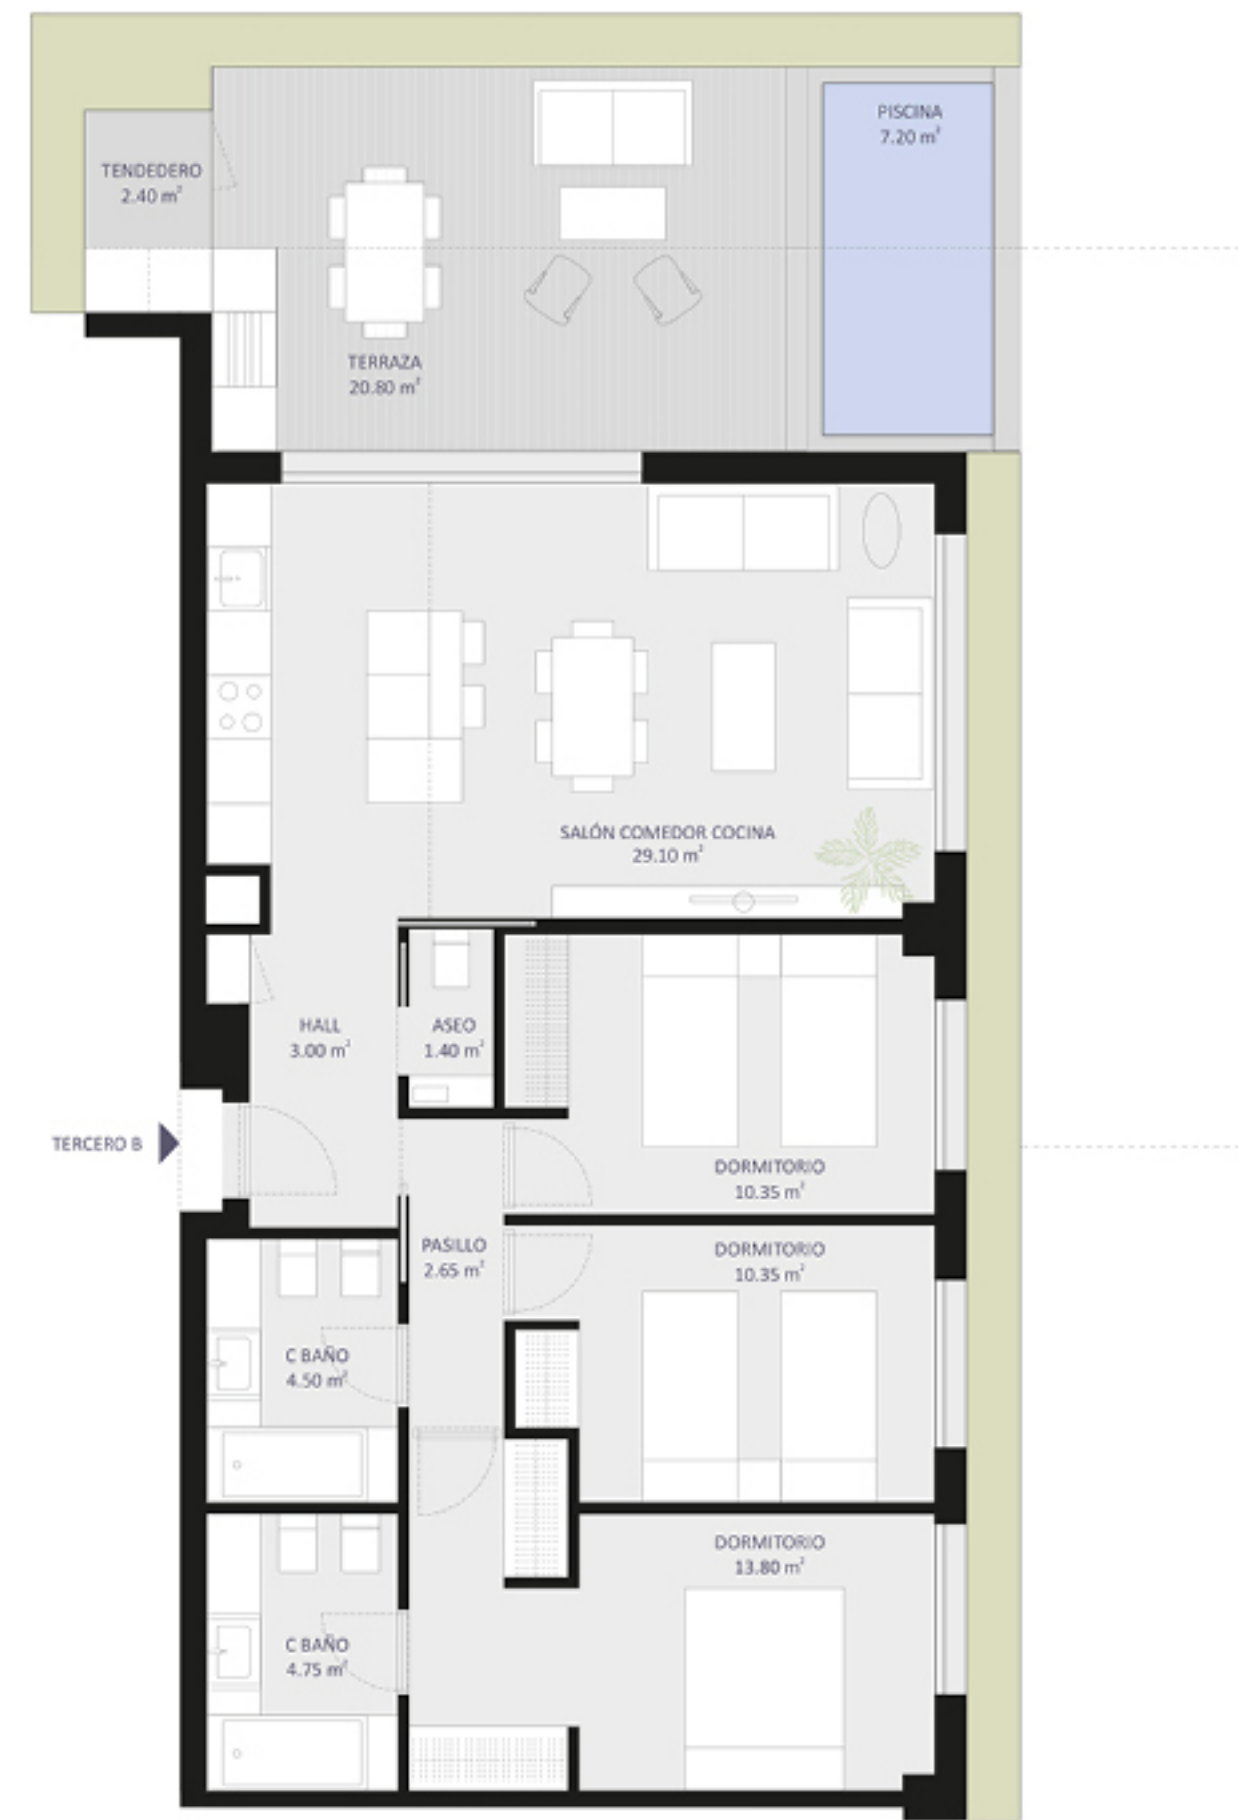 PISCINA
7.20 m²
TENDEDERO
2.40 m²
TERRAZA
20.80 m²
SALÓN COMEDOR COCINA
29.10 m²
HALL
3.00 m²
ASEO
1.40 m²
TERCERO B
DORMITORIO
10.35 m²
PASILLO
2.65 m²
DORMITORIO
10.35 m²
C BAÑO
4.50 m²
DORMITORIO
13.80 m²
C BAÑO
4.75 m²